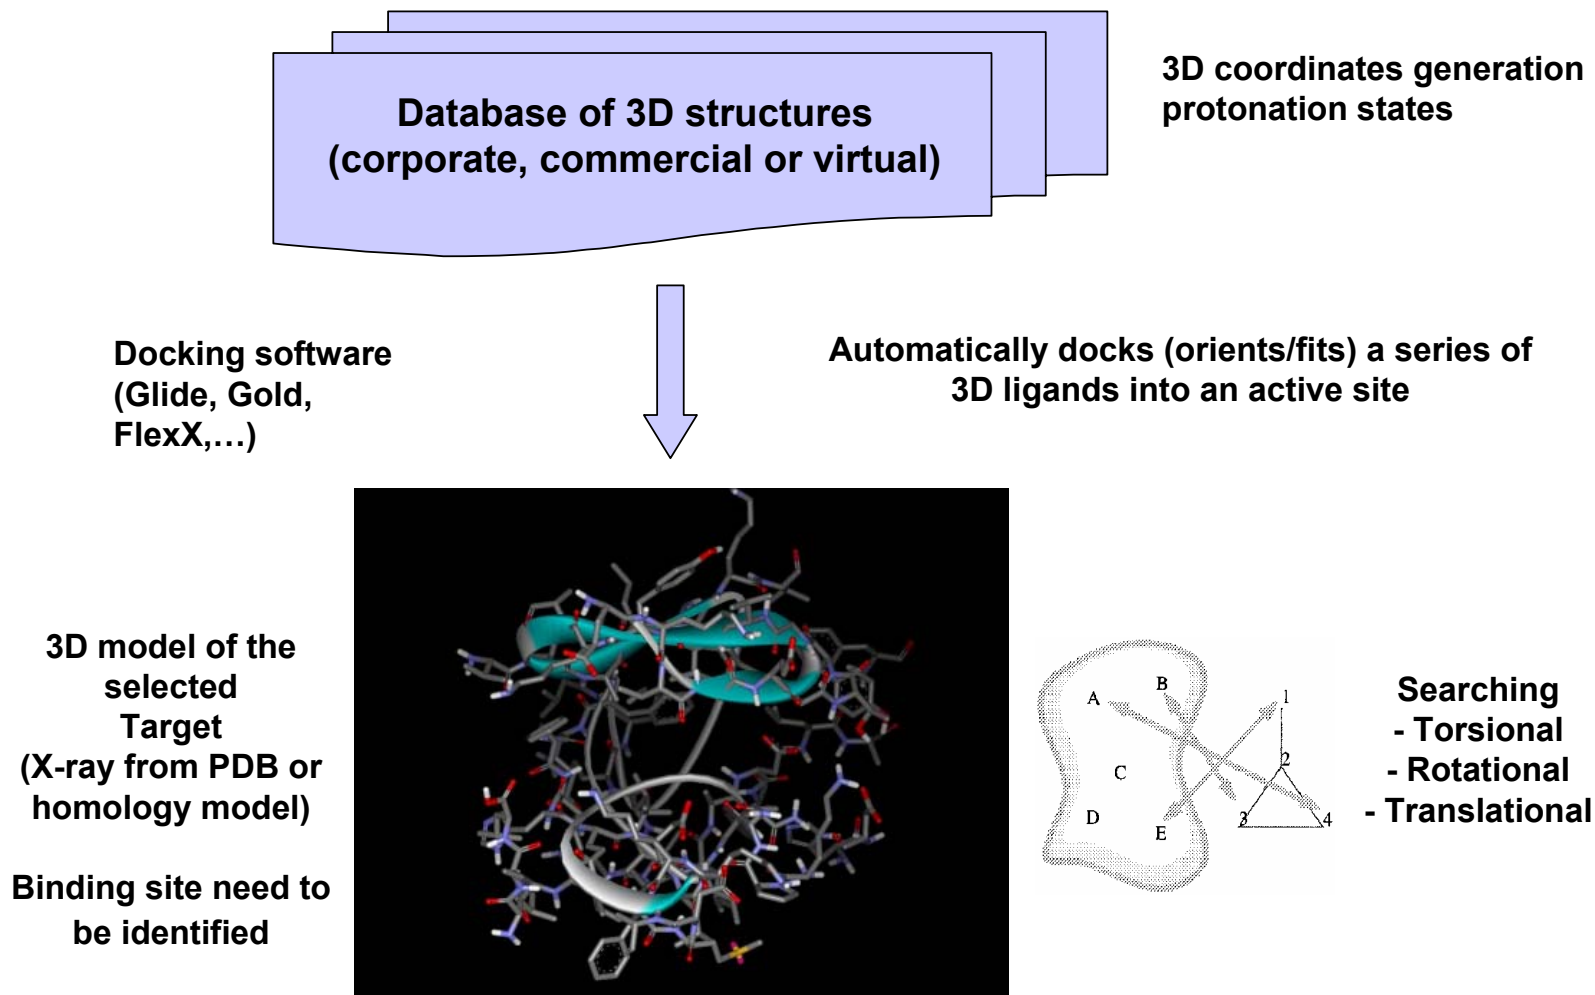 Database of 3D structures
(corporate, commercial or virtual)
3D coordinates generation
protonation states
Docking software
(Glide, Gold,
FlexX,…)
Automatically docks (orients/fits) a series of
3D ligands into an active site
3D model of the
selected
Target
(X-ray from PDB or
homology model)
Binding site need to
be identified
A
B
C
D
E
1
2
3
4
Searching
- Torsional
- Rotational
- Translational